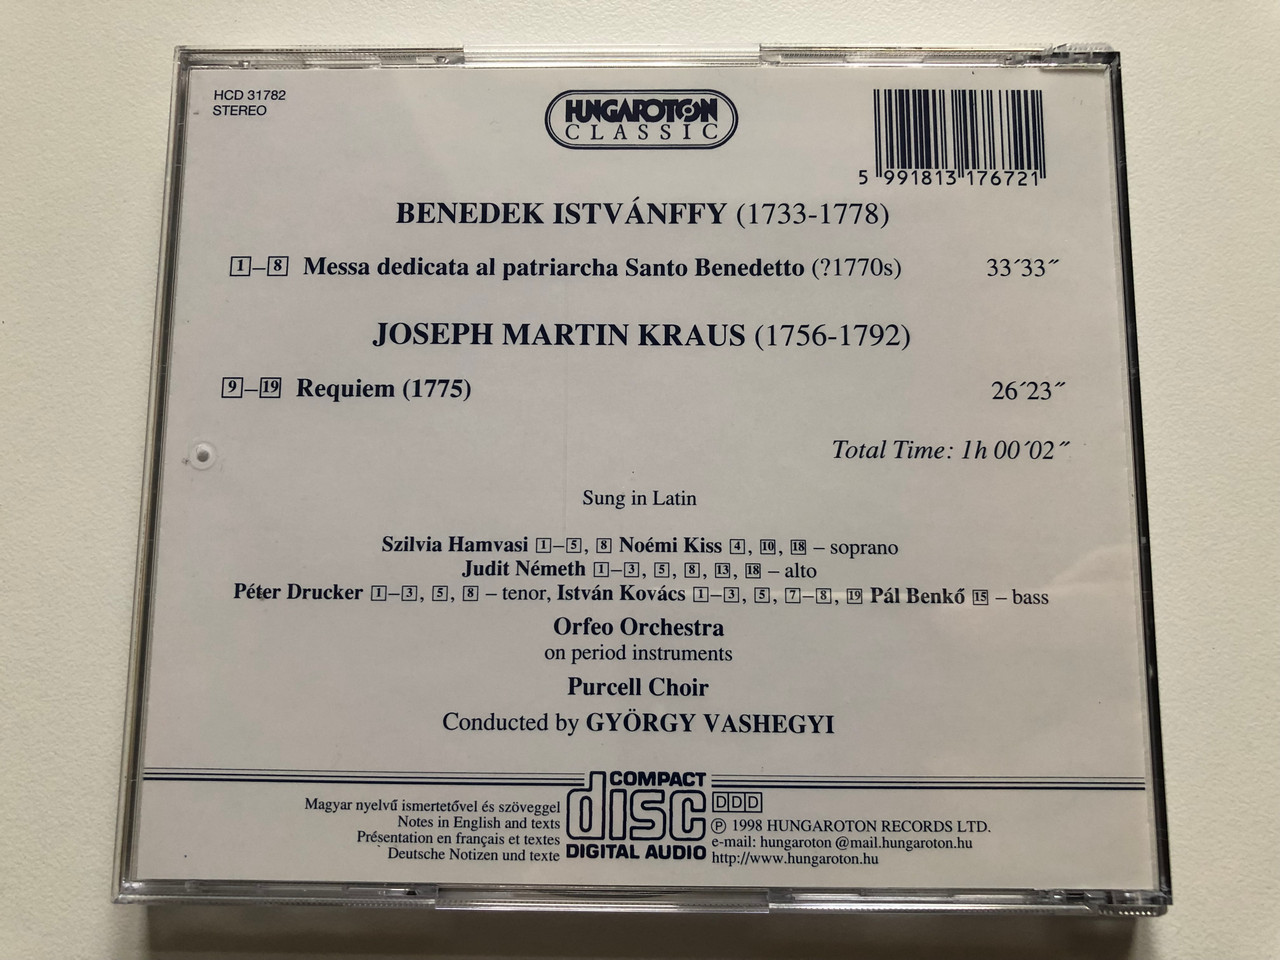 HCD 31782
STEREO
HUNGAROTON
CLASSIC
5 991813 176721
BENEDEK ISTVÁNFFY (1733-1778)
1–8 Messa dedicata al patriarcha Santo Benedetto (?1770s) 33´33˝
JOSEPH MARTIN KRAUS (1756-1792)
9–19 Requiem (1775) 26´23˝
Total Time: 1h 00´02˝
Sung in Latin
Szilvia Hamvasi 1–5, 8 Noémi Kiss 4, 10, 18 – soprano
Judit Németh 1–3, 5, 8, 13, 18 – alto
Péter Drucker 1–3, 5, 8 – tenor, István Kovács 1–3, 5, 7–8, 19 Pál Benkő 15 – bass
Orfeo Orchestra
on period instruments
Purcell Choir
Conducted by GYÖRGY VASHEGYI
Magyar nyelvű ismertetővel és szöveggel
Notes in English and texts
Présentation en français et textes
Deutsche Notizen und texte
COMPACT
disc
DIGITAL AUDIO
DDD
℗ 1998 HUNGAROTON RECORDS LTD.
e-mail: hungaroton @mail.hungaroton.hu
http://www.hungaroton.hu